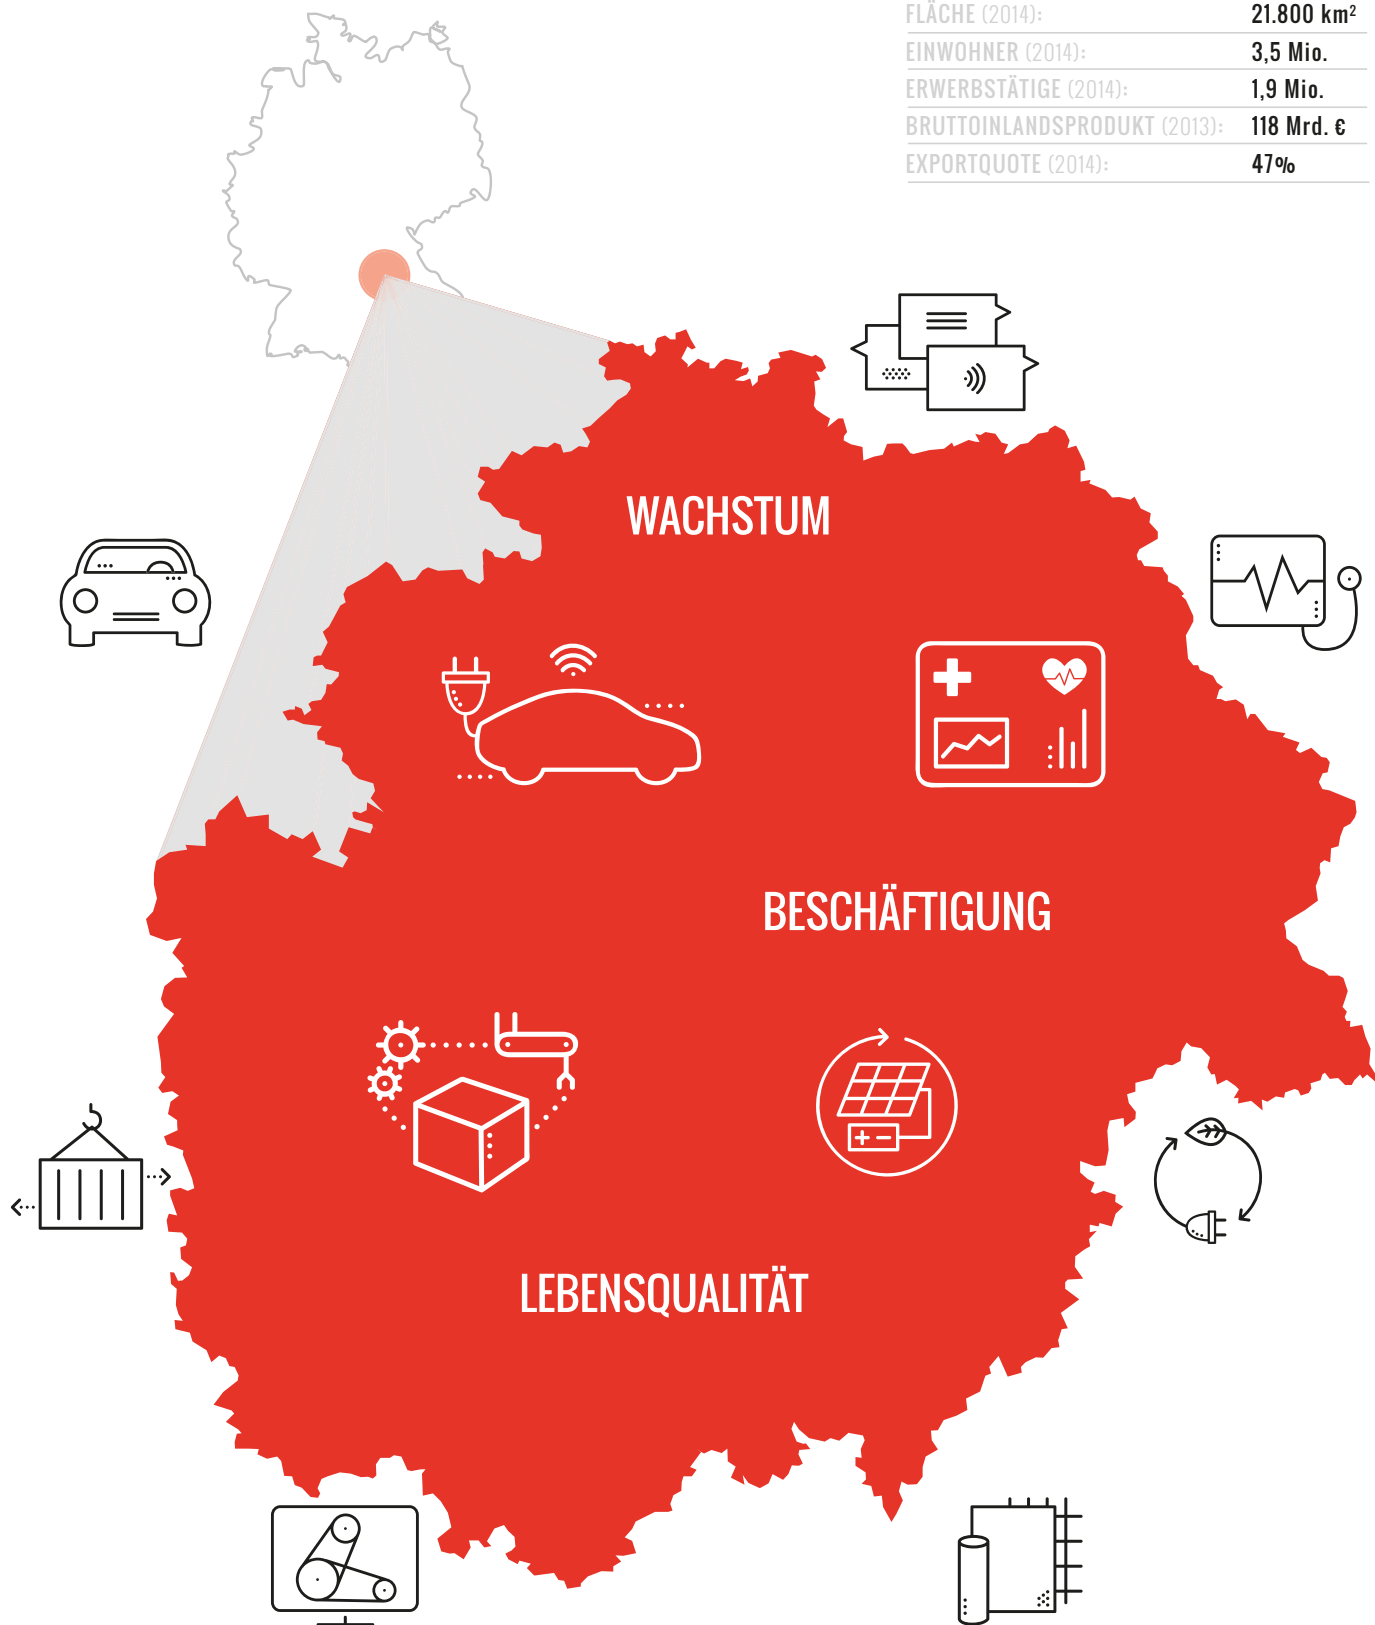 FLÄCHE (2014): 21.800 km²
EINWOHNER (2014): 3,5 Mio.
ERWERBSTÄTIGE (2014): 1,9 Mio.
BRUTTOINLANDSPRODUKT (2013): 118 Mrd. €
EXPORTQUOTE (2014): 47%
WACHSTUM
BESCHÄFTIGUNG
LEBENSQUALITÄT